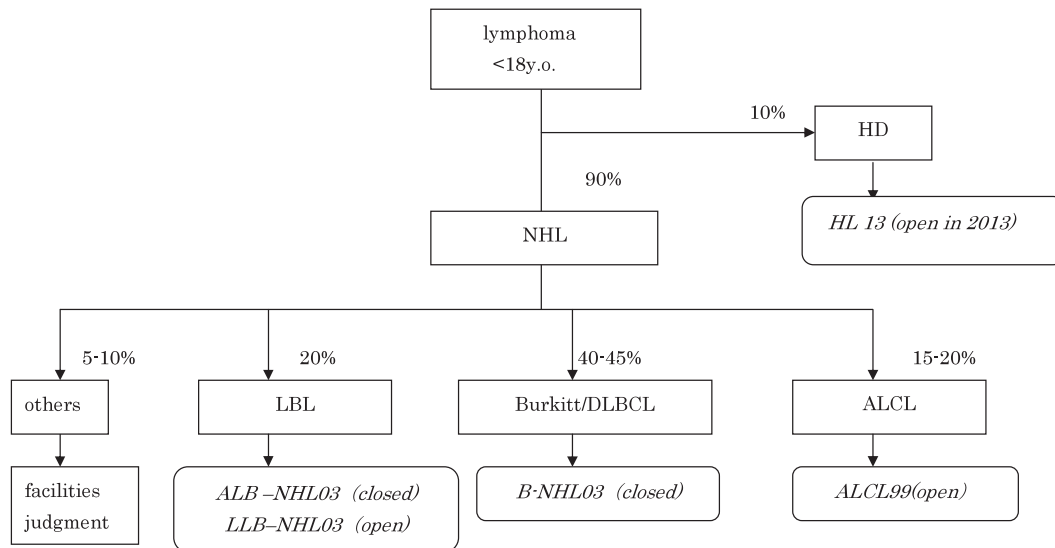 lymphoma
<18y.o.
10%
HD
90%
HL 13 (open in 2013)
NHL
5-10%
20%
40-45%
15-20%
others
LBL
Burkitt/DLBCL
ALCL
facilities
judgment
ALB –NHL03 (closed)
LLB–NHL03 (open)
B-NHL03 (closed)
ALCL99(open)